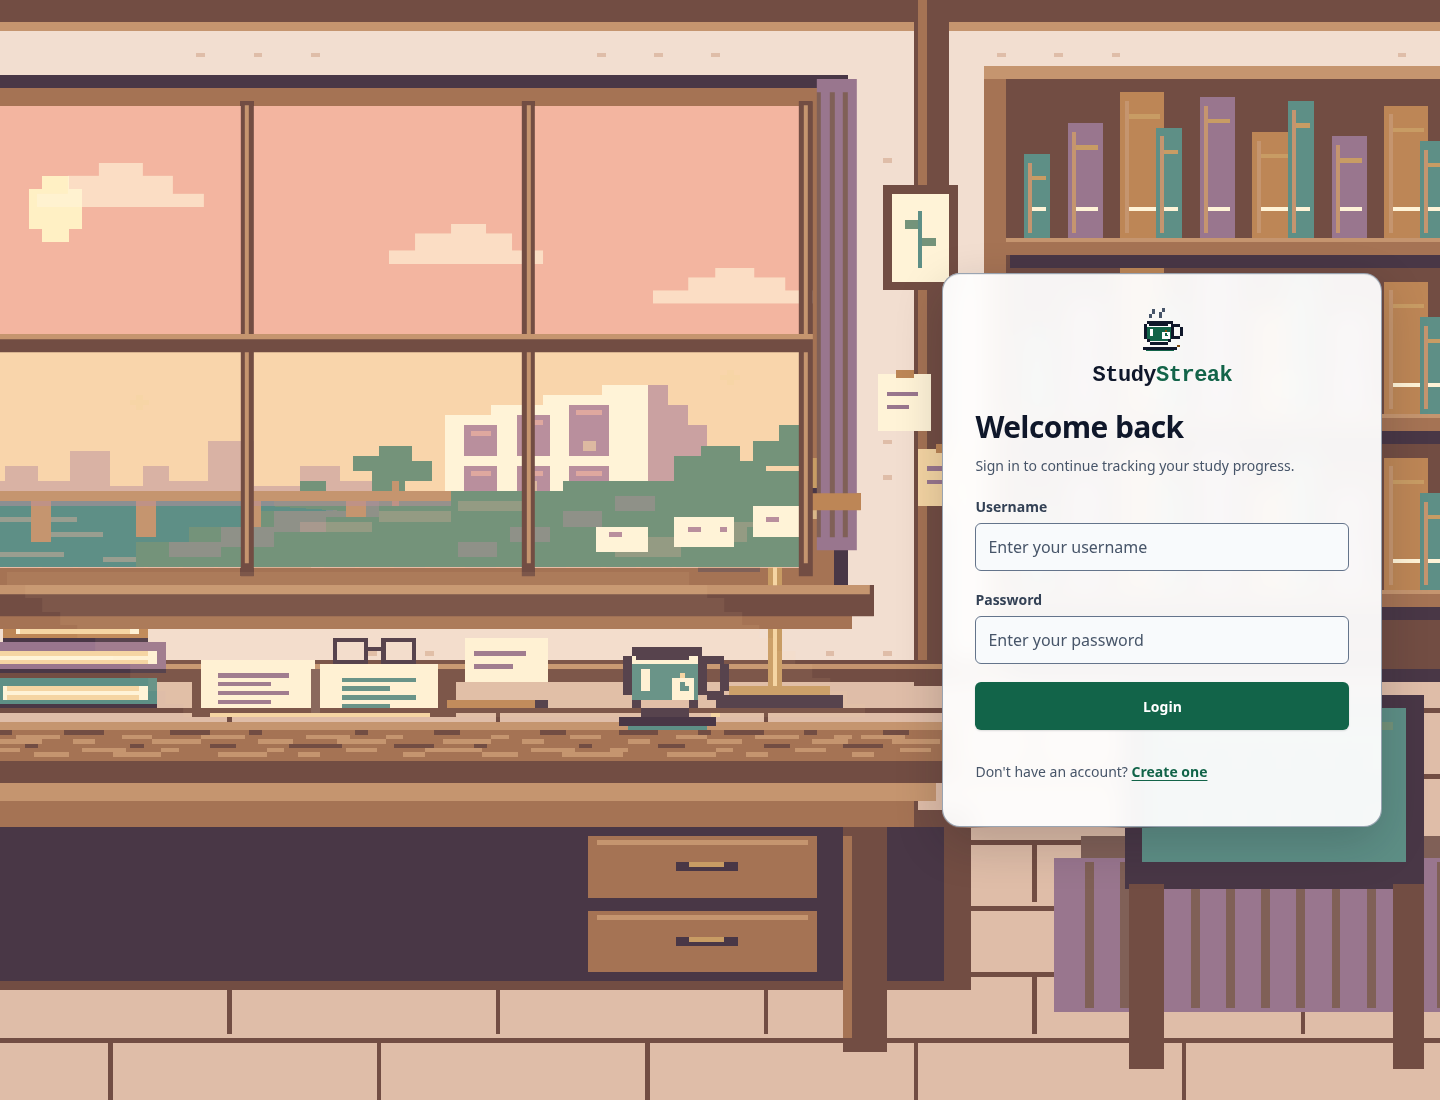 StudyStreak
Welcome back
Sign in to continue tracking your study progress.
Username
Enter your username
Password
Enter your password
Login
Don't have an account? Create one